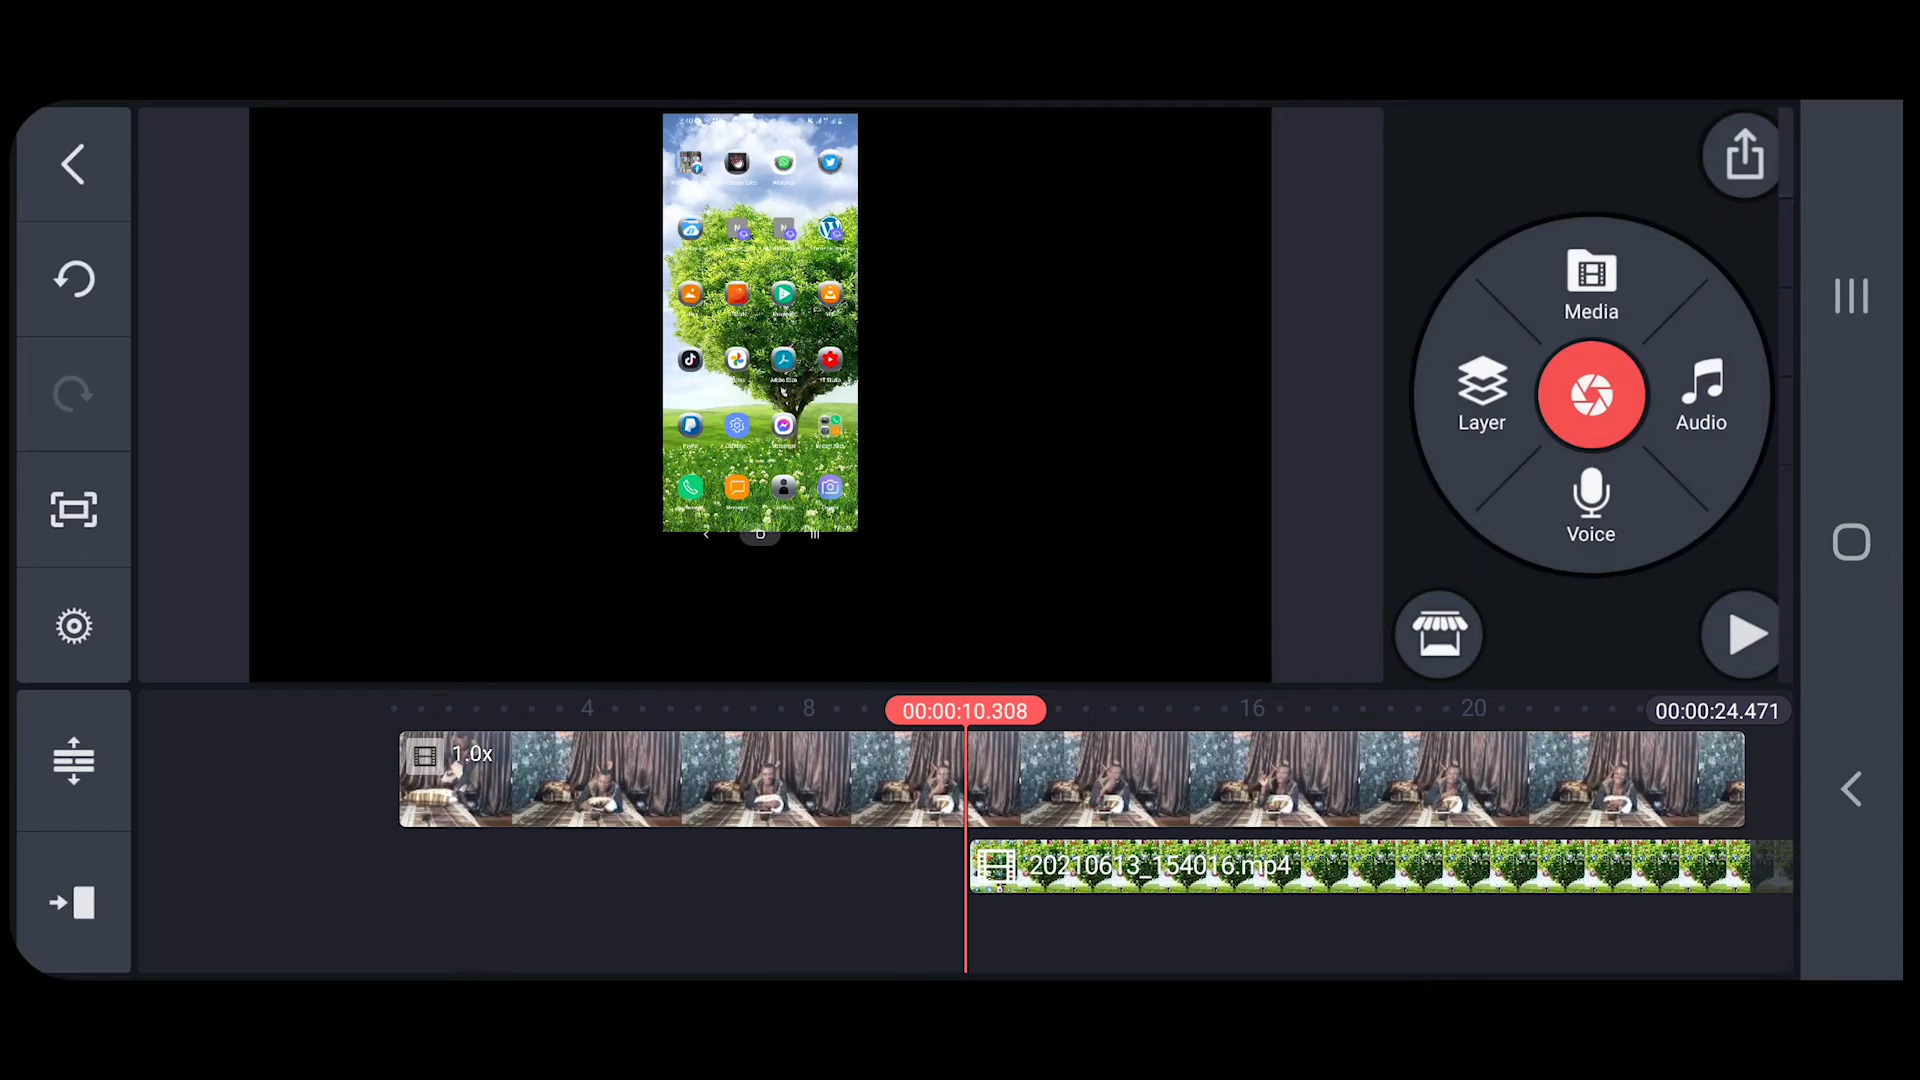 Media
Layer
Audio
Voice
4
8
00:00:10.308
16
20
00:00:24.471
1.0x
20210613_154016.mp4